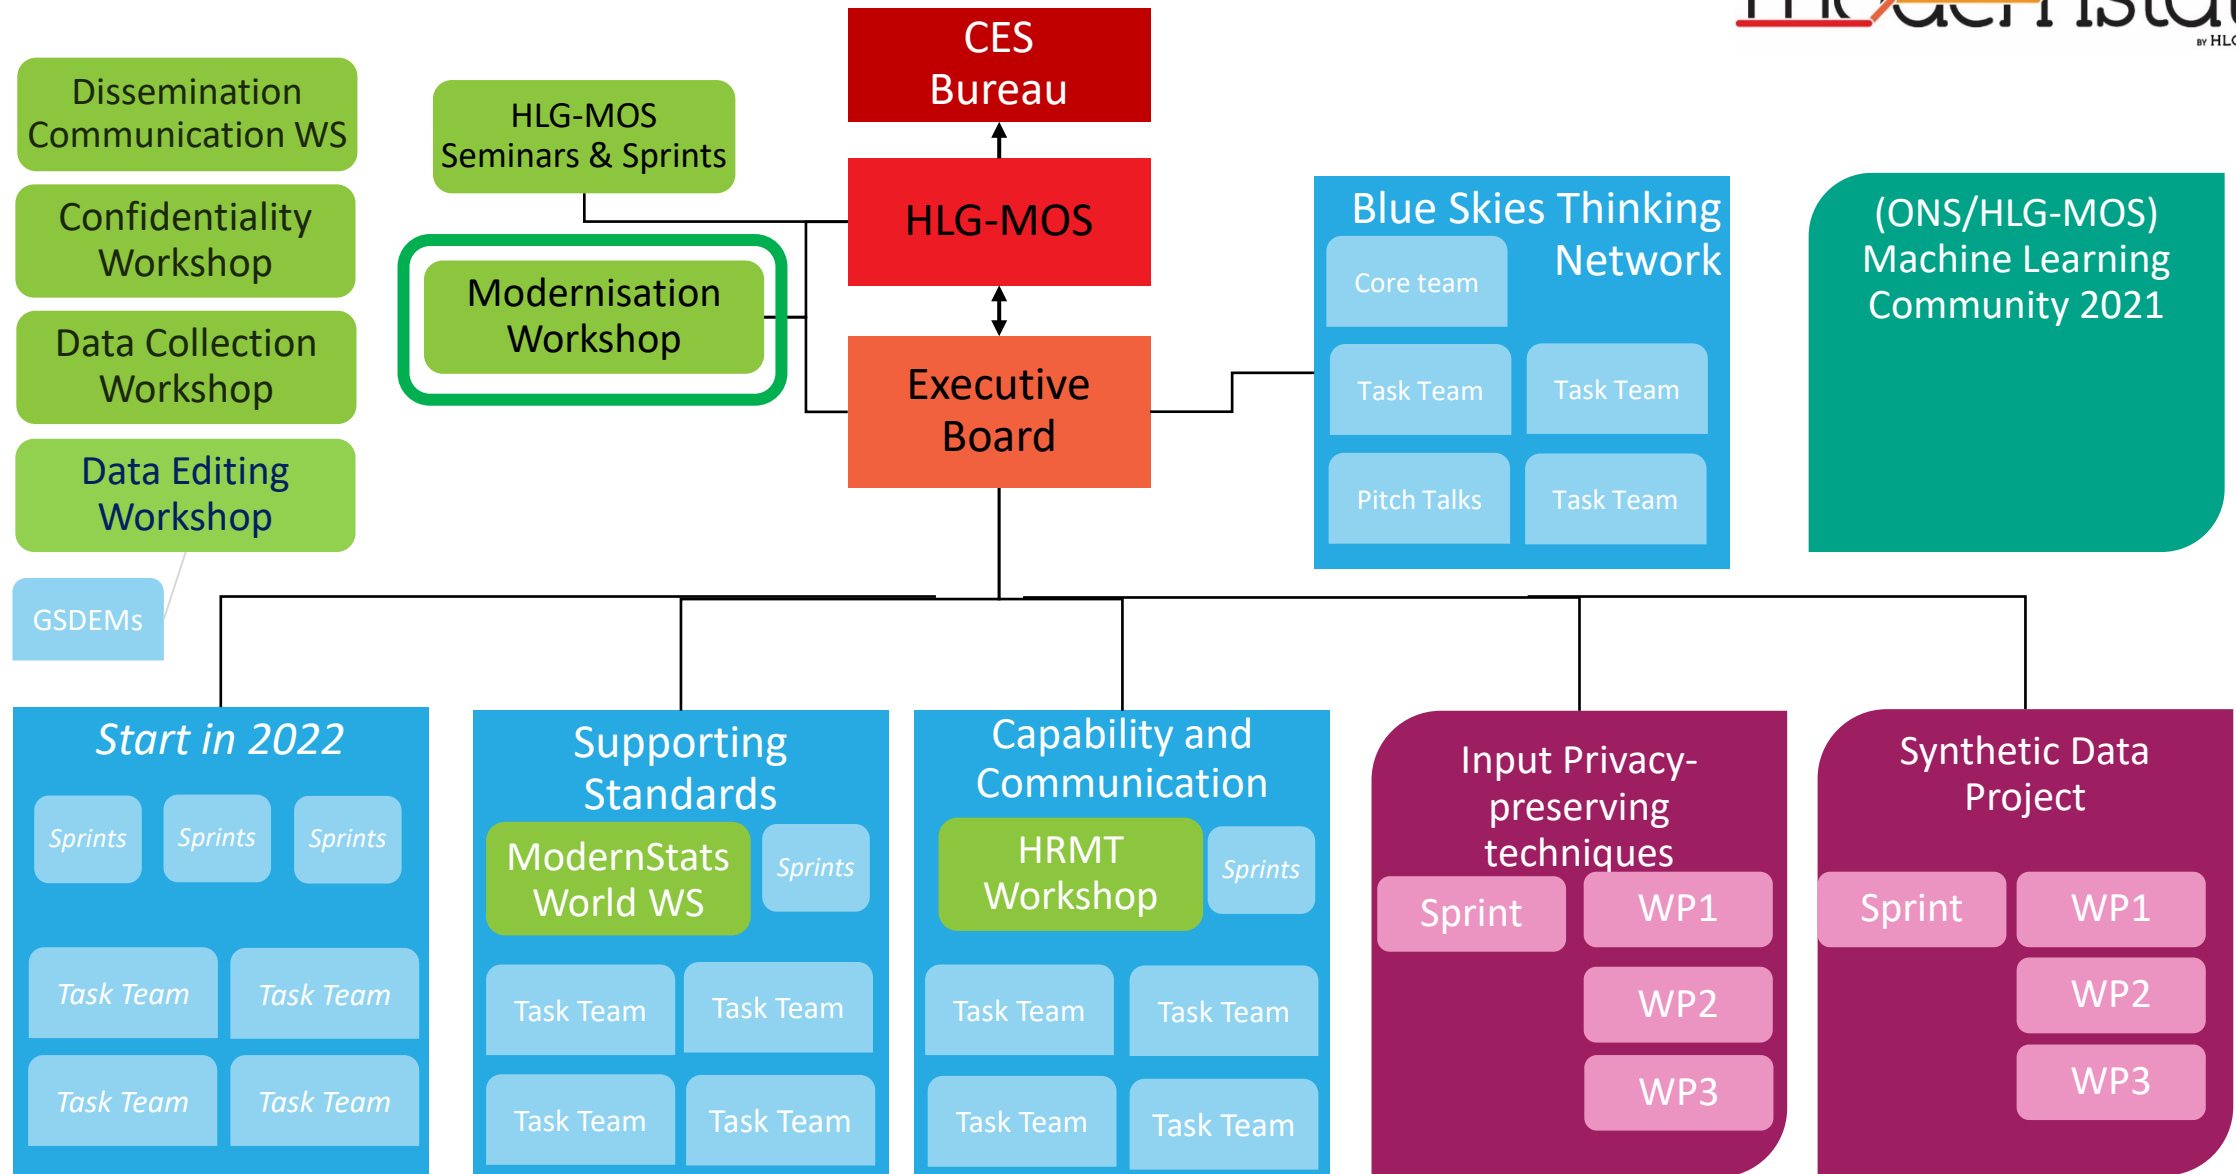 BY HLG
Dissemination
Communication WS
Confidentiality
Workshop
Data Collection
Workshop
Data Editing
Workshop
GSDEMs
HLG-MOS
Seminars & Sprints
Modernisation
Workshop
CES
Bureau
HLG-MOS
Executive
Board
Blue Skies Thinking
Network
Core team
Task Team
Task Team
Pitch Talks
Task Team
(ONS/HLG-MOS)
Machine Learning
Community 2021
Start in 2022
Sprints
Sprints
Sprints
Task Team
Task Team
Task Team
Task Team
Supporting
Standards
ModernStats
World WS
Sprints
Task Team
Task Team
Task Team
Task Team
Capability and
Communication
HRMT
Workshop
Sprints
Task Team
Task Team
Task Team
Task Team
Input Privacy-
preserving
techniques
Sprint
WP1
WP2
WP3
Synthetic Data
Project
Sprint
WP1
WP2
WP3